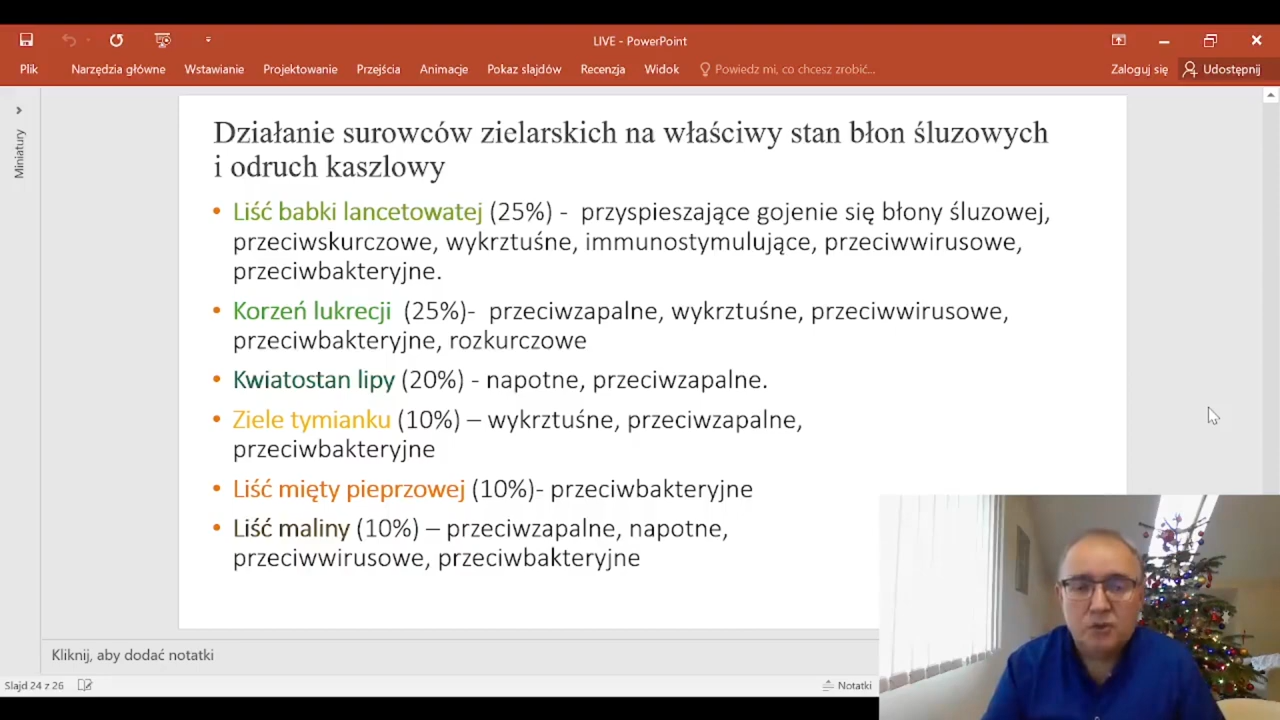 LIVE - PowerPoint
Plik Narzędzia główne Wstawianie Projektowanie Przejścia Animacje Pokaz slajdów Recenzja Widok Powiedz mi, co chcesz zrobić... Zaloguj się Udostępnij
Miniatury
Działanie surowców zielarskich na właściwy stan błon śluzowych
i odruch kaszlowy
• Liść babki lancetowatej (25%) - przyspieszające gojenie się błony śluzowej,
przeciwskurczowe, wykrztuśne, immunostymulujące, przeciwwirusowe,
przeciwbakteryjne.
• Korzeń lukrecji (25%)- przeciwzapalne, wykrztuśne, przeciwwirusowe,
przeciwbakteryjne, rozkurczowe
• Kwiatostan lipy (20%) - napotne, przeciwzapalne.
• Ziele tymianku (10%) – wykrztuśne, przeciwzapalne,
przeciwbakteryjne
• Liść mięty pieprzowej (10%)- przeciwbakteryjne
• Liść maliny (10%) – przeciwzapalne, napotne,
przeciwwirusowe, przeciwbakteryjne
Kliknij, aby dodać notatki
Slajd 24 z 26 Notatki